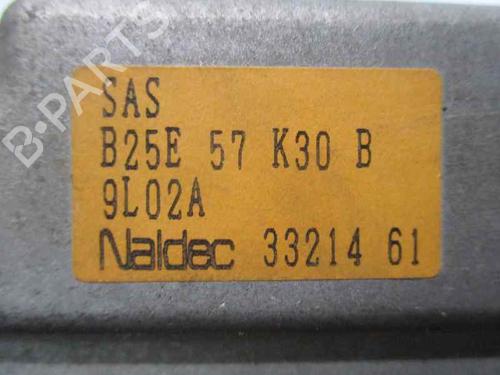 B-PARTS
SAS
B25E 57 K30 B
9L02A
Naldec 33214 61